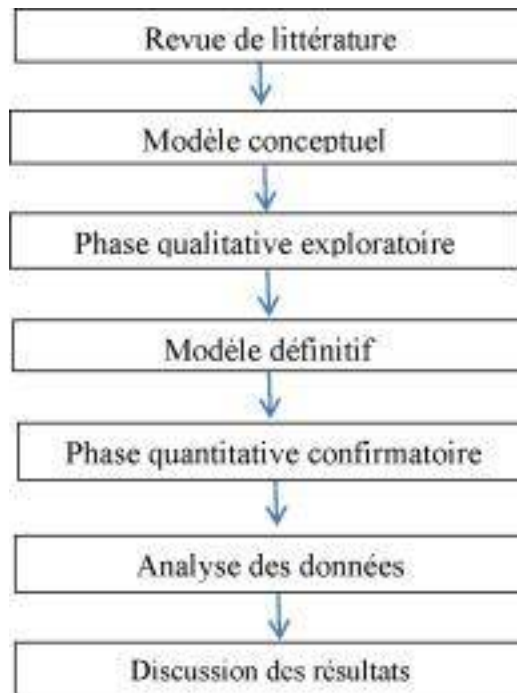 Revue de littérature
Modèle conceptuel
Phase qualitative exploratoire
Modèle définitif
Phase quantitative confirmatoire
Analyse des données
Discussion des résultats